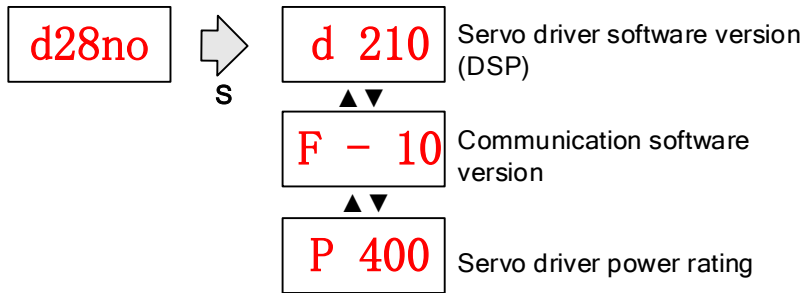 d28no
S
d 210
Servo driver software version
(DSP)
▲▼
F - 10
Communication software
version
▲▼
P 400
Servo driver power rating